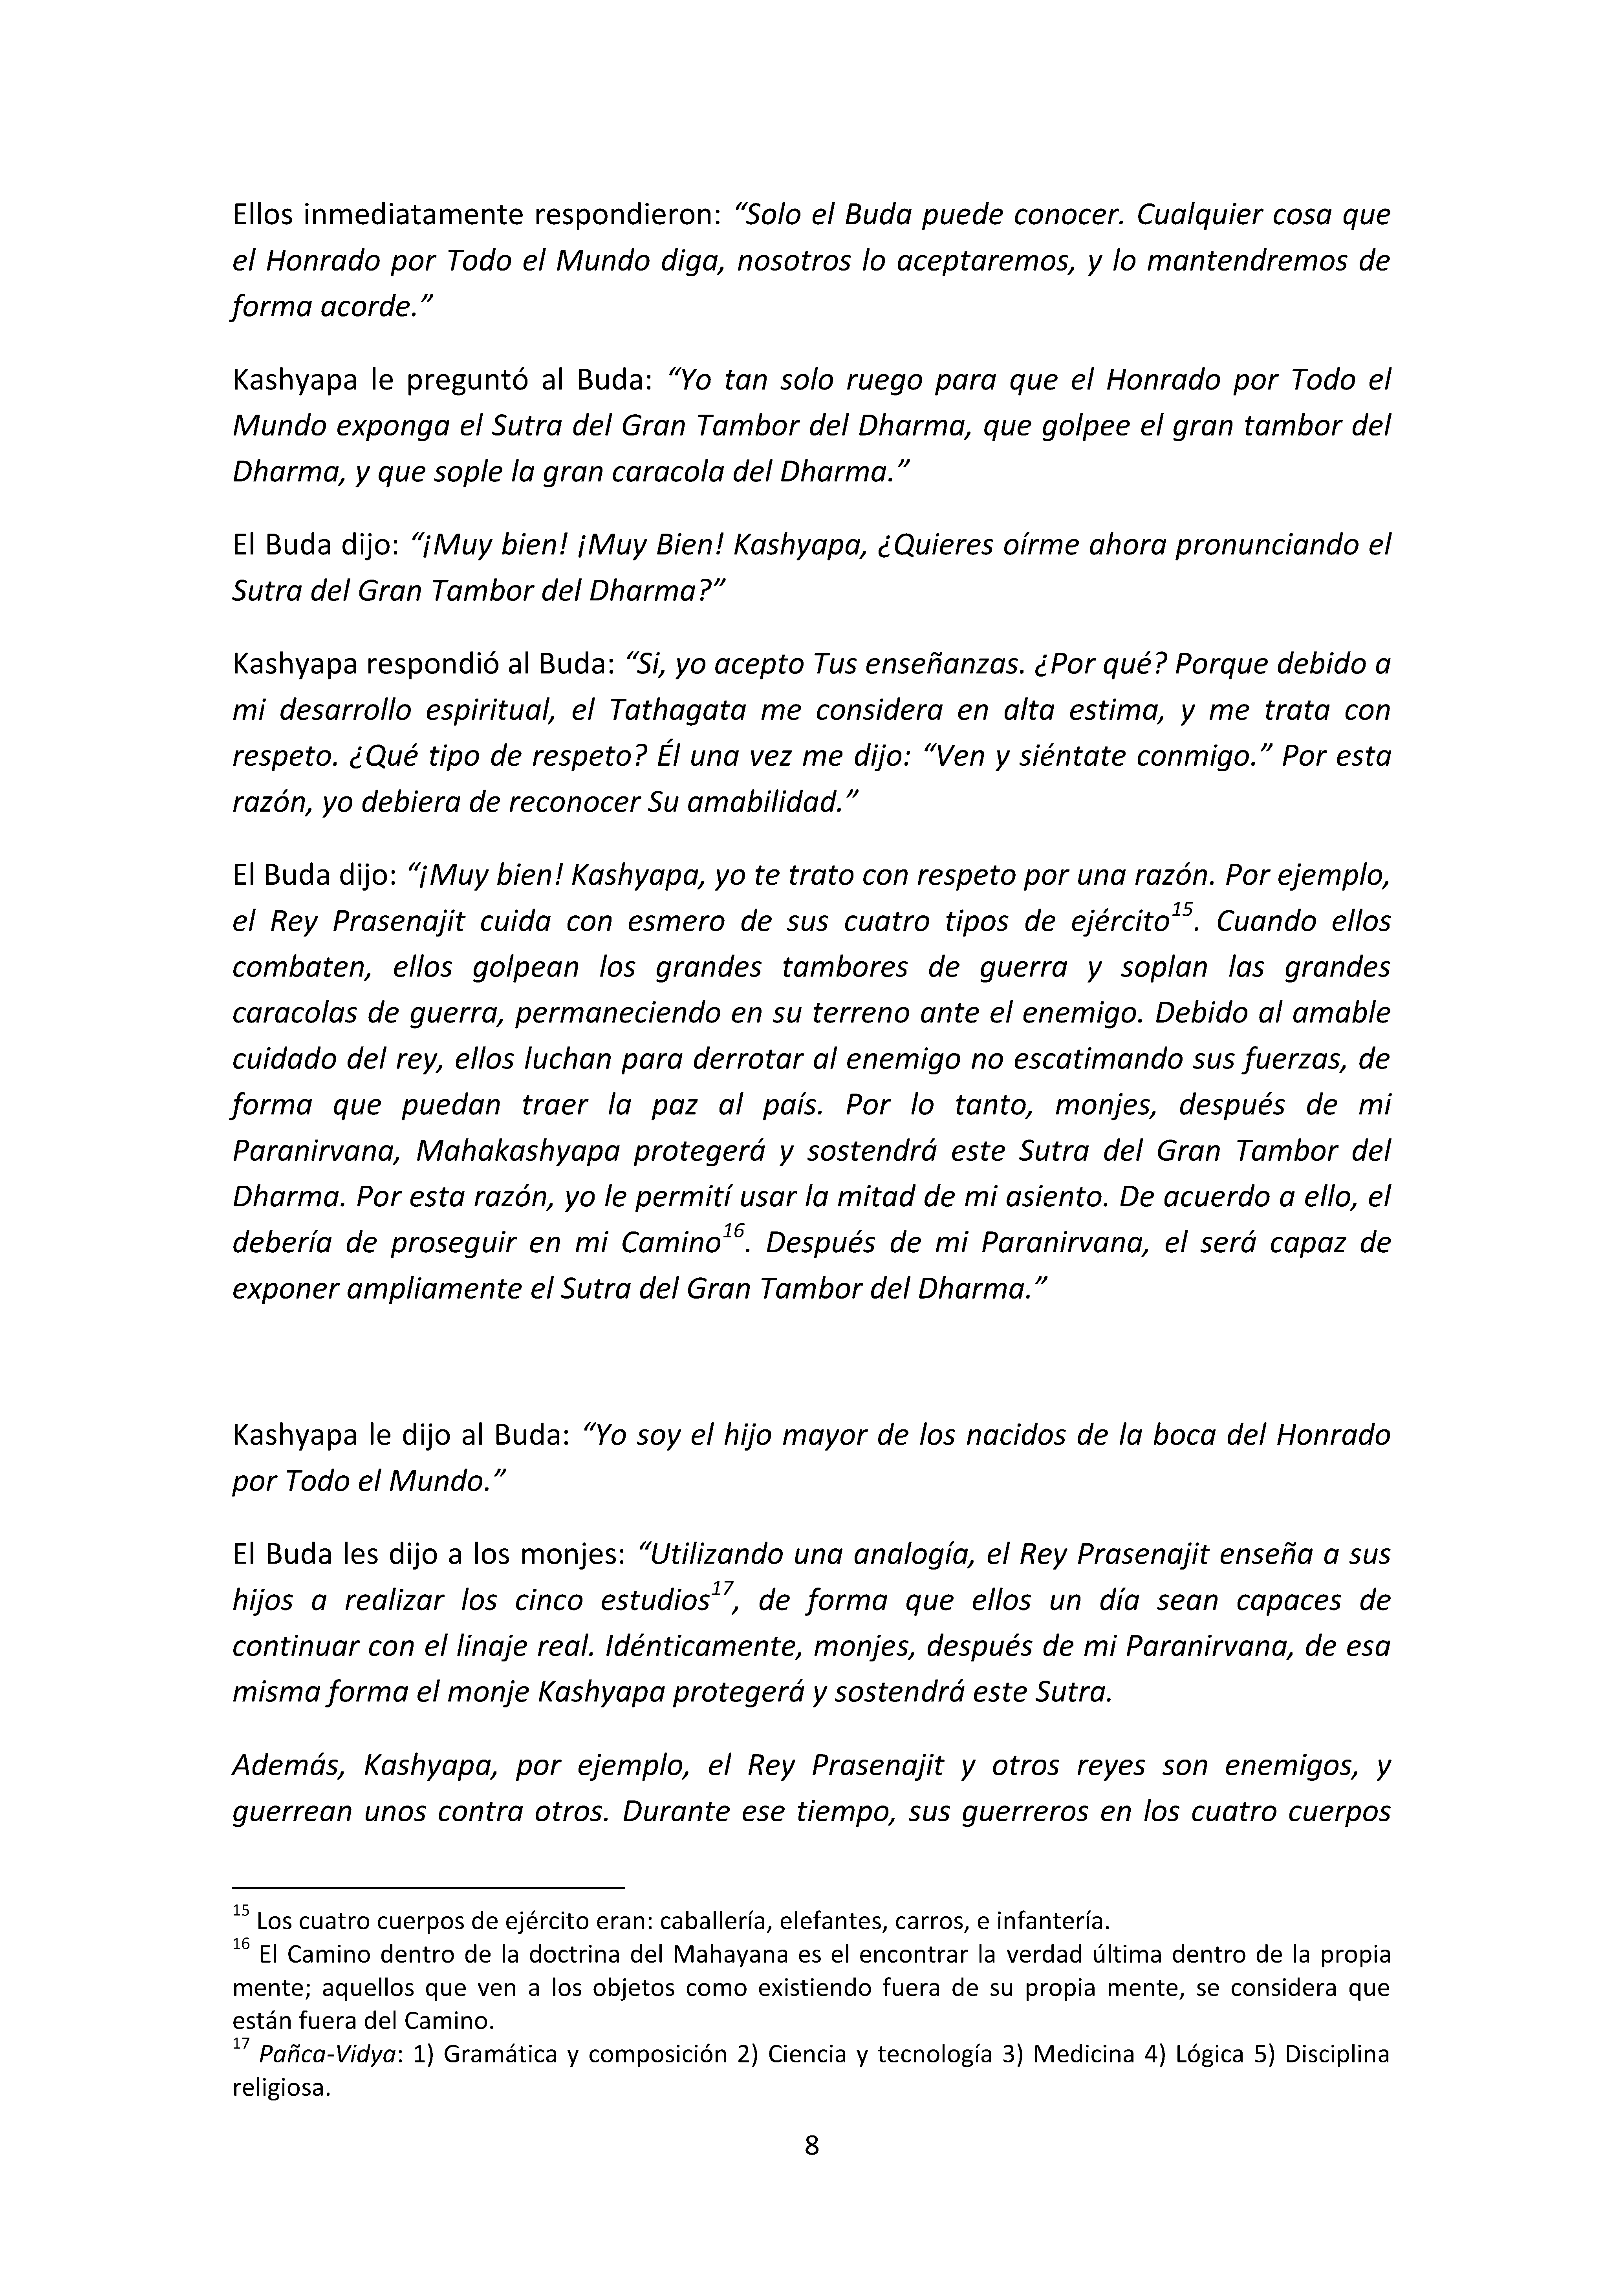 Ellos inmediatamente respondieron: “Solo el Buda puede conocer. Cualquier cosa que
el Honrado por Todo el Mundo diga, nosotros lo aceptaremos, y lo mantendremos de
forma acorde.”
Kashyapa le preguntó al Buda: “Yo tan solo ruego para que el Honrado por Todo el
Mundo exponga el Sutra del Gran Tambor del Dharma, que golpee el gran tambor del
Dharma, y que sople la gran caracola del Dharma.”
El Buda dijo: “¡Muy bien! ¡Muy Bien! Kashyapa, ¿Quieres oírme ahora pronunciando el
Sutra del Gran Tambor del Dharma?”
Kashyapa respondió al Buda: “Si, yo acepto Tus enseñanzas. ¿Por qué? Porque debido a
mi desarrollo espiritual, el Tathagata me considera en alta estima, y me trata con
respeto. ¿Qué tipo de respeto? Él una vez me dijo: “Ven y siéntate conmigo.” Por esta
razón, yo debiera de reconocer Su amabilidad.”
El Buda dijo: “¡Muy bien! Kashyapa, yo te trato con respeto por una razón. Por ejemplo,
el Rey Prasenajit cuida con esmero de sus cuatro tipos de ejército15. Cuando ellos
combaten, ellos golpean los grandes tambores de guerra y soplan las grandes
caracolas de guerra, permaneciendo en su terreno ante el enemigo. Debido al amable
cuidado del rey, ellos luchan para derrotar al enemigo no escatimando sus fuerzas, de
forma que puedan traer la paz al país. Por lo tanto, monjes, después de mi
Paranirvana, Mahakashyapa protegerá y sostendrá este Sutra del Gran Tambor del
Dharma. Por esta razón, yo le permití usar la mitad de mi asiento. De acuerdo a ello, el
debería de proseguir en mi Camino16. Después de mi Paranirvana, el será capaz de
exponer ampliamente el Sutra del Gran Tambor del Dharma.”
Kashyapa le dijo al Buda: “Yo soy el hijo mayor de los nacidos de la boca del Honrado
por Todo el Mundo.”
El Buda les dijo a los monjes: “Utilizando una analogía, el Rey Prasenajit enseña a sus
hijos a realizar los cinco estudios17, de forma que ellos un día sean capaces de
continuar con el linaje real. Idénticamente, monjes, después de mi Paranirvana, de esa
misma forma el monje Kashyapa protegerá y sostendrá este Sutra.
Además, Kashyapa, por ejemplo, el Rey Prasenajit y otros reyes son enemigos, y
guerrean unos contra otros. Durante ese tiempo, sus guerreros en los cuatro cuerpos
15 Los cuatro cuerpos de ejército eran: caballería, elefantes, carros, e infantería.
16 El Camino dentro de la doctrina del Mahayana es el encontrar la verdad última dentro de la propia
mente; aquellos que ven a los objetos como existiendo fuera de su propia mente, se considera que
están fuera del Camino.
17 Pañca-Vidya: 1) Gramática y composición 2) Ciencia y tecnología 3) Medicina 4) Lógica 5) Disciplina
religiosa.
8